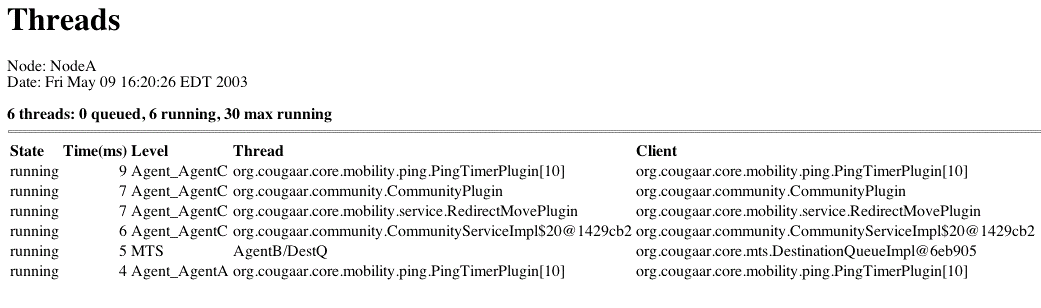 Threads
Node: NodeA
Date: Fri May 09 16:20:26 EDT 2003
6 threads: 0 queued, 6 running, 30 max running
State Time(ms) Level Thread Client
running 9 Agent_AgentC org.cougaar.core.mobility.ping.PingTimerPlugin[10] org.cougaar.core.mobility.ping.PingTimerPlugin[10]
running 7 Agent_AgentC org.cougaar.community.CommunityPlugin org.cougaar.community.CommunityPlugin
running 7 Agent_AgentC org.cougaar.core.mobility.service.RedirectMovePlugin org.cougaar.core.mobility.service.RedirectMovePlugin
running 6 Agent_AgentC org.cougaar.community.CommunityServiceImpl$20@1429cb2 org.cougaar.community.CommunityServiceImpl$20@1429cb2
running 5 MTS AgentB/DestQ org.cougaar.core.mts.DestinationQueueImpl@6eb905
running 4 Agent_AgentA org.cougaar.core.mobility.ping.PingTimerPlugin[10] org.cougaar.core.mobility.ping.PingTimerPlugin[10]